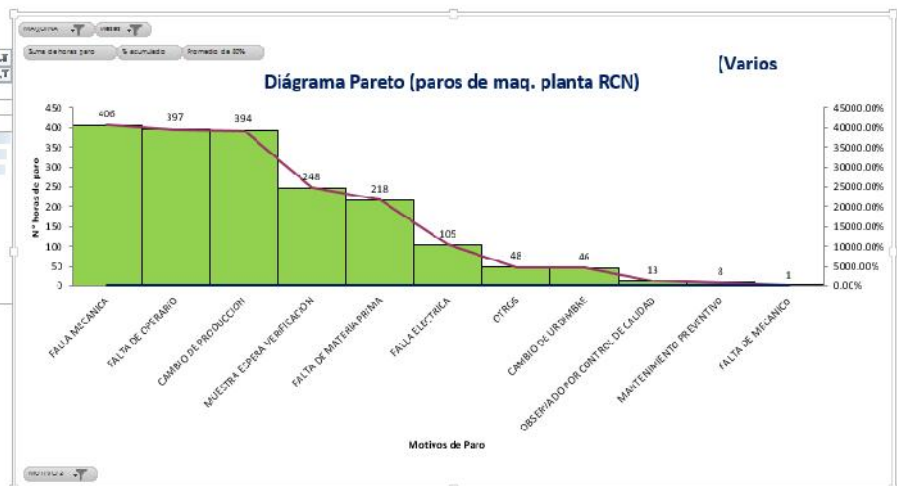 MAQUINA
Suma de horas paro
% acumulado
Promedio de 80%
(Varios
Diágrama Pareto (paros de maq. planta RCN)
450
400
350
300
250
200
150
100
50
0
N° horas de paro
406
397
394
248
218
105
48
46
13
8
1
45000.00%
40000.00%
35000.00%
30000.00%
25000.00%
20000.00%
15000.00%
10000.00%
5000.00%
0.00%
FALLA MECANICA
FALTA DE OPERARIO
CAMBIO DE PRODUCCION
MUESTRA ESPERA VERIFICACION
FALTA DE MATERIA PRIMA
FALLA ELECTRICA
OTROS
CAMBIO DE URDIMBRE
OBSERVADO POR CONTROL DE CALIDAD
MANTENIMIENTO PREVENTIVO
FALTA DE MECANICO
Motivos de Paro